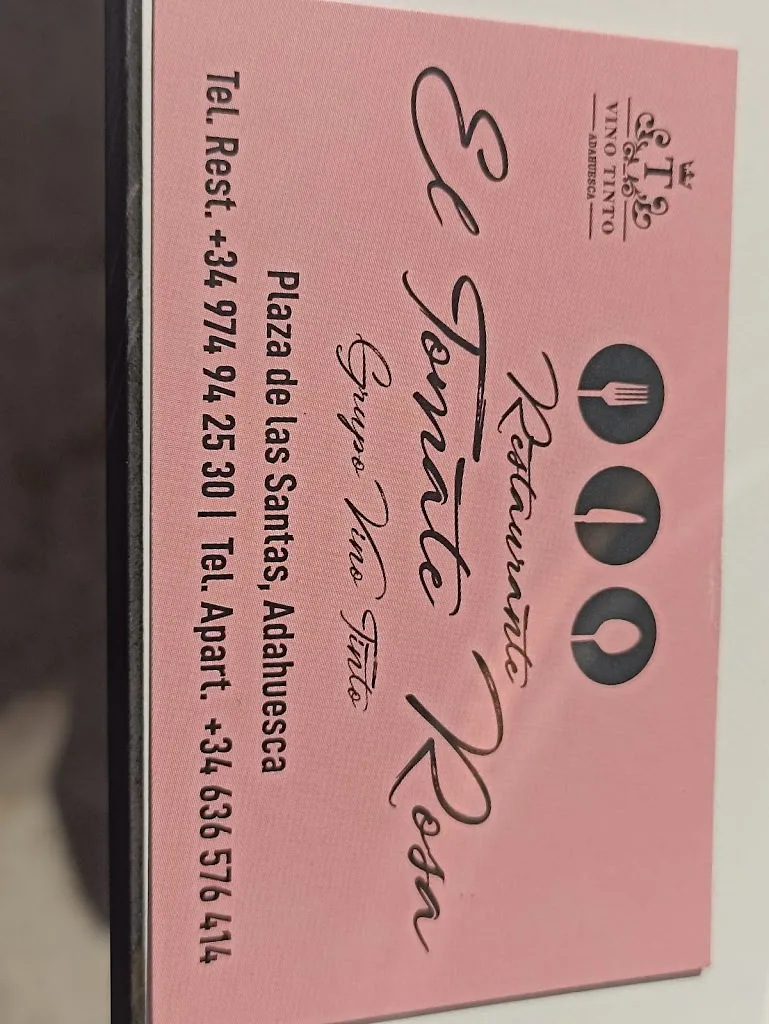 T
VINO TINTO
ADAHUESCA
Restaurante
El Tomate Rosa
Grupo Vino Tinto
Plaza de las Santas, Adahuesca
Tel. Rest. +34 974 94 25 30 | Tel. Apart. +34 636 576 414